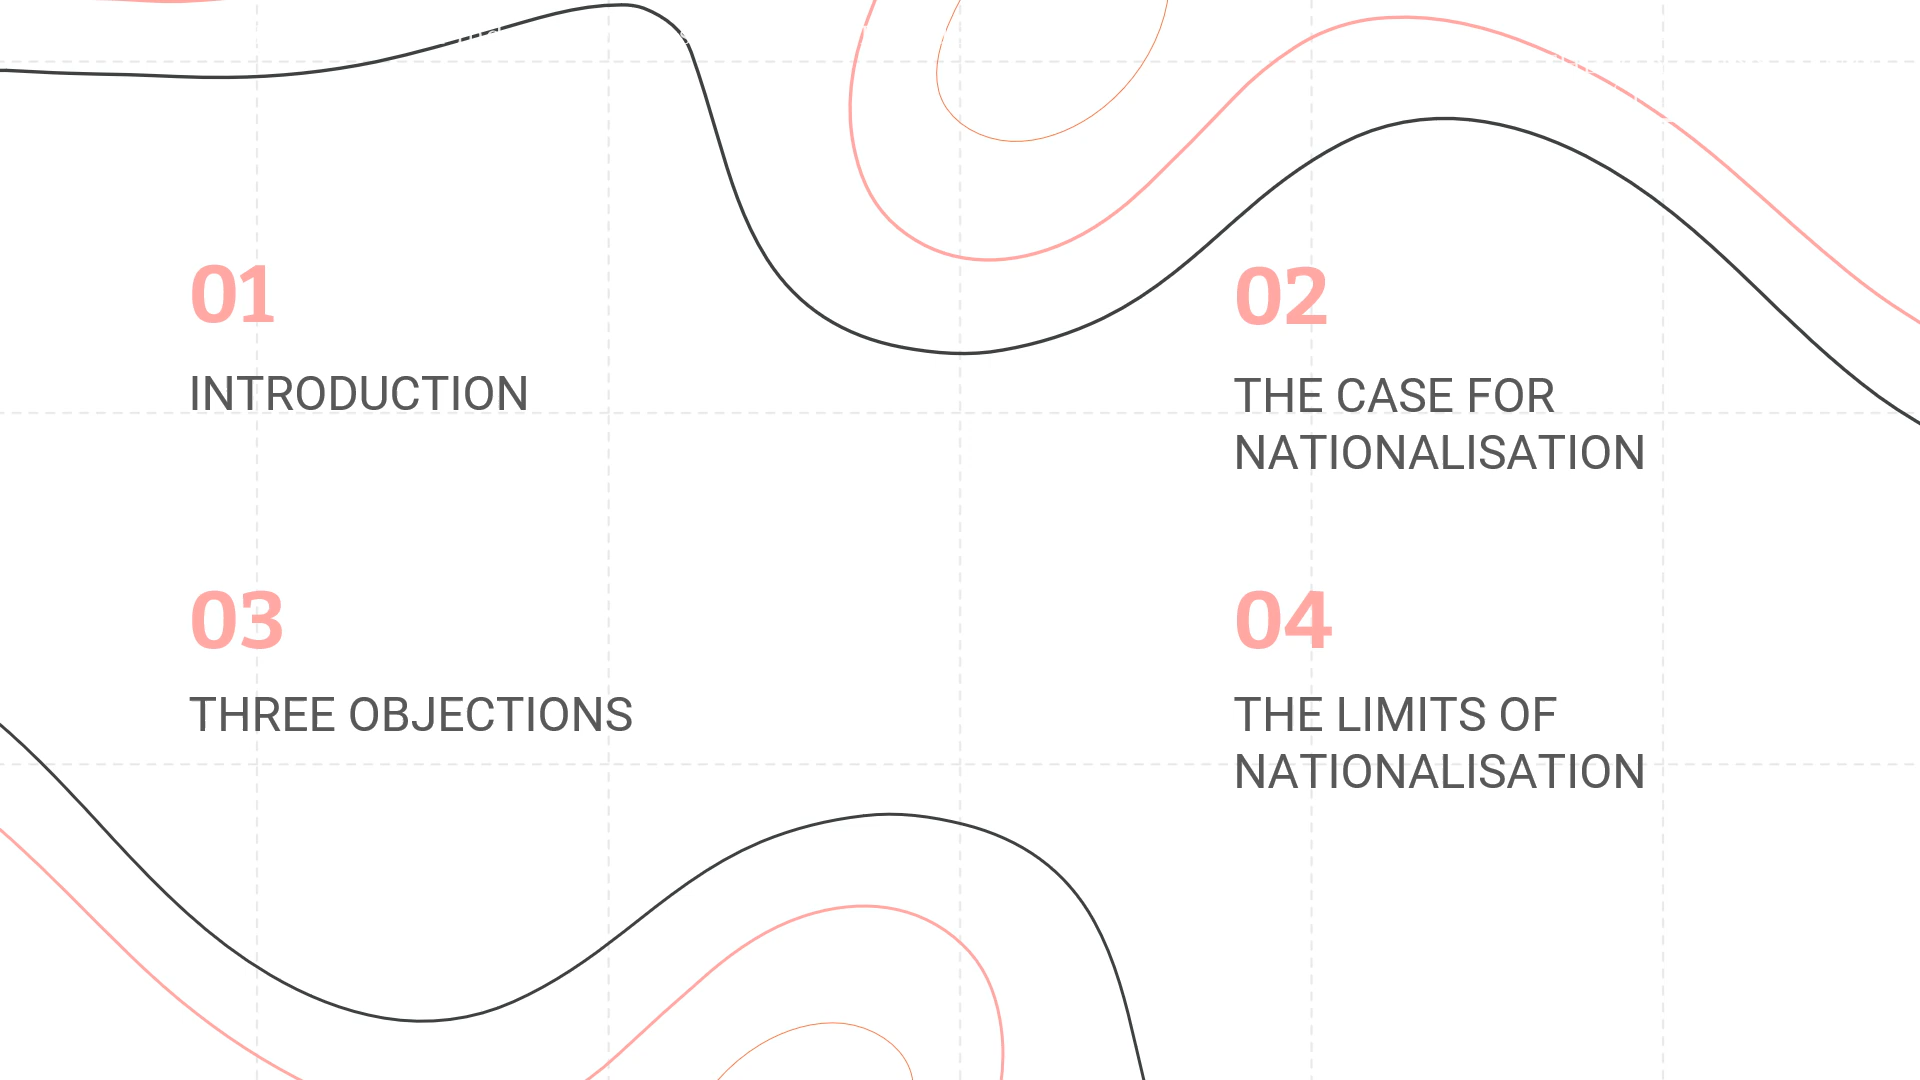 01
INTRODUCTION
02
THE CASE FOR
NATIONALISATION
03
THREE OBJECTIONS
04
THE LIMITS OF
NATIONALISATION